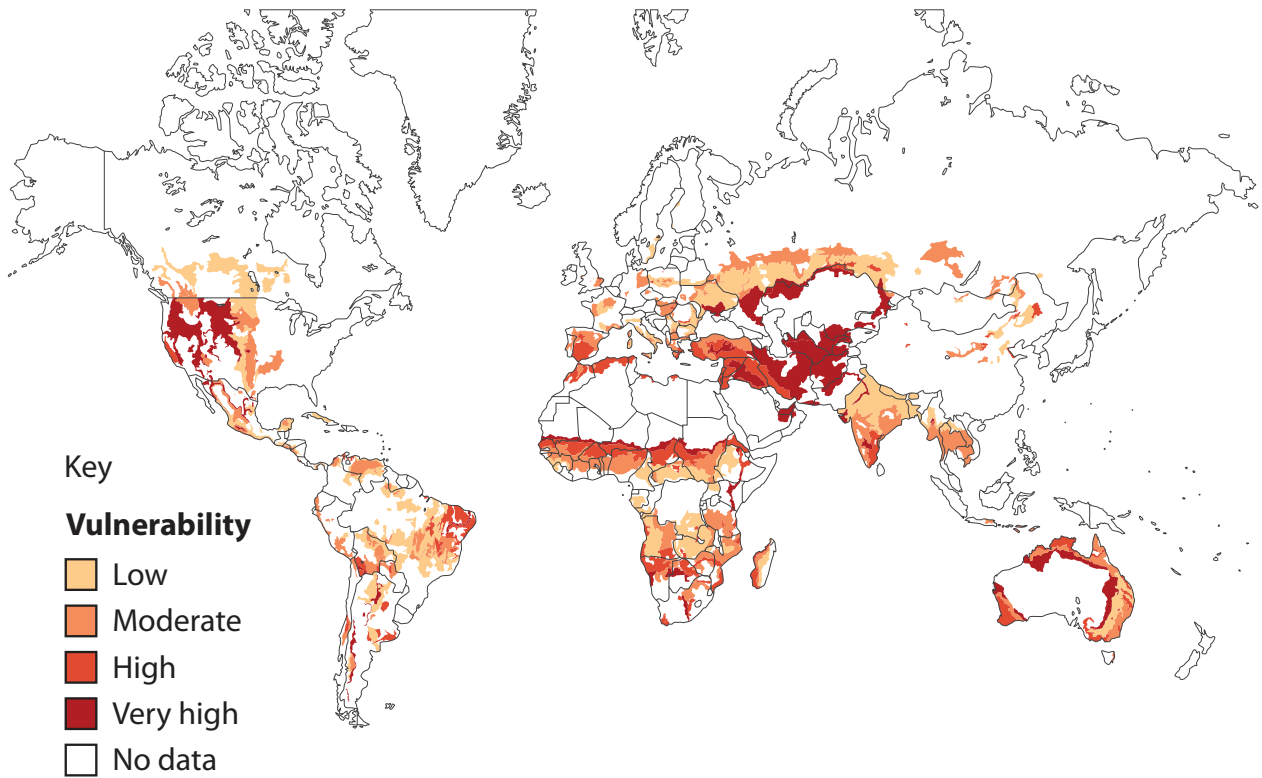 Key
Vulnerability
Low
Moderate
High
Very high
No data